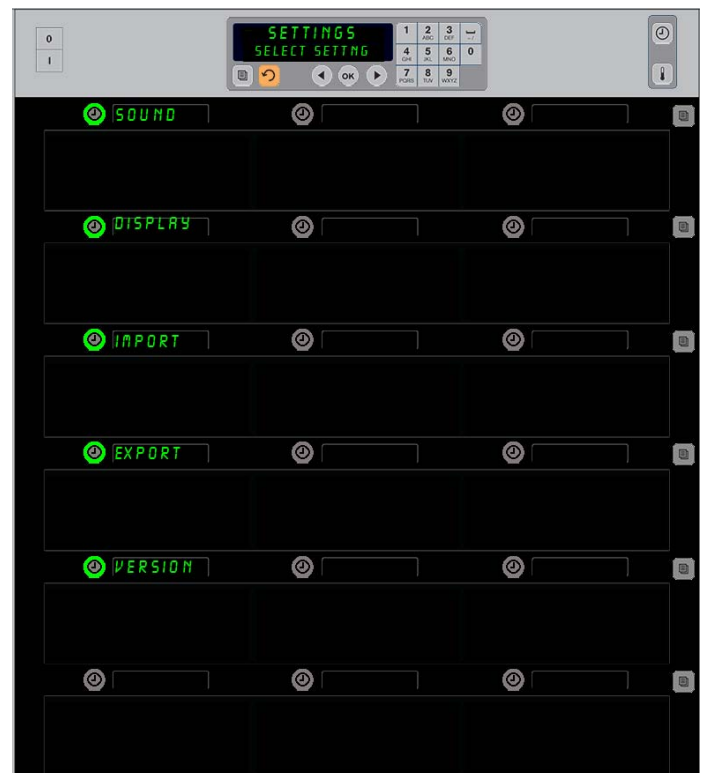 0
I
SETTINGS
SELECT SETTNG
1 2 ABC 3 DEF
4 GHI 5 JKL 6 MNO 0
7 PQRS 8 TUV 9 WXYZ
OK
SOUND
DISPLAY
IMPORT
EXPORT
VERSION